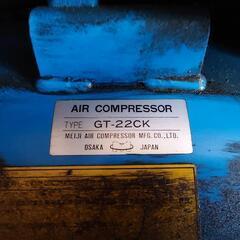 AIR COMPRESSOR
TYPE GT-22CK
MEIJI AIR COMPRESSOR MFG. CO., LTD.
OSAKA JAPAN